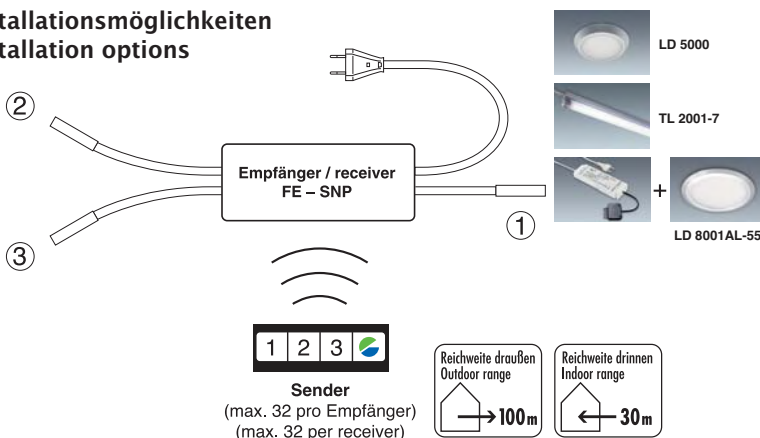 tallationsmöglichkeiten
tallation options
LD 5000
②
TL 2001-7
Empfänger / receiver
FE – SNP
+
①
LD 8001AL-55
③
1 2 3
Sender
(max. 32 pro Empfänger)
(max. 32 per receiver)
Reichweite draußen
Outdoor range
100 m
Reichweite drinnen
Indoor range
30 m